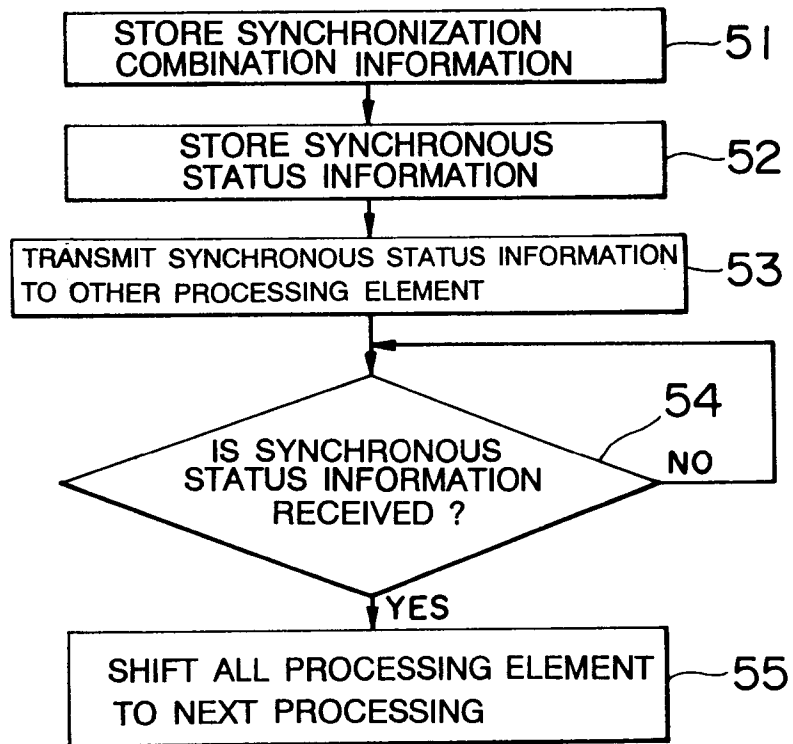 STORE SYNCHRONIZATION
COMBINATION INFORMATION
51
STORE SYNCHRONOUS
STATUS INFORMATION
52
TRANSMIT SYNCHRONOUS STATUS INFORMATION
TO OTHER PROCESSING ELEMENT
53
IS SYNCHRONOUS
STATUS INFORMATION
RECEIVED ?
54
NO
YES
SHIFT ALL PROCESSING ELEMENT
TO NEXT PROCESSING
55